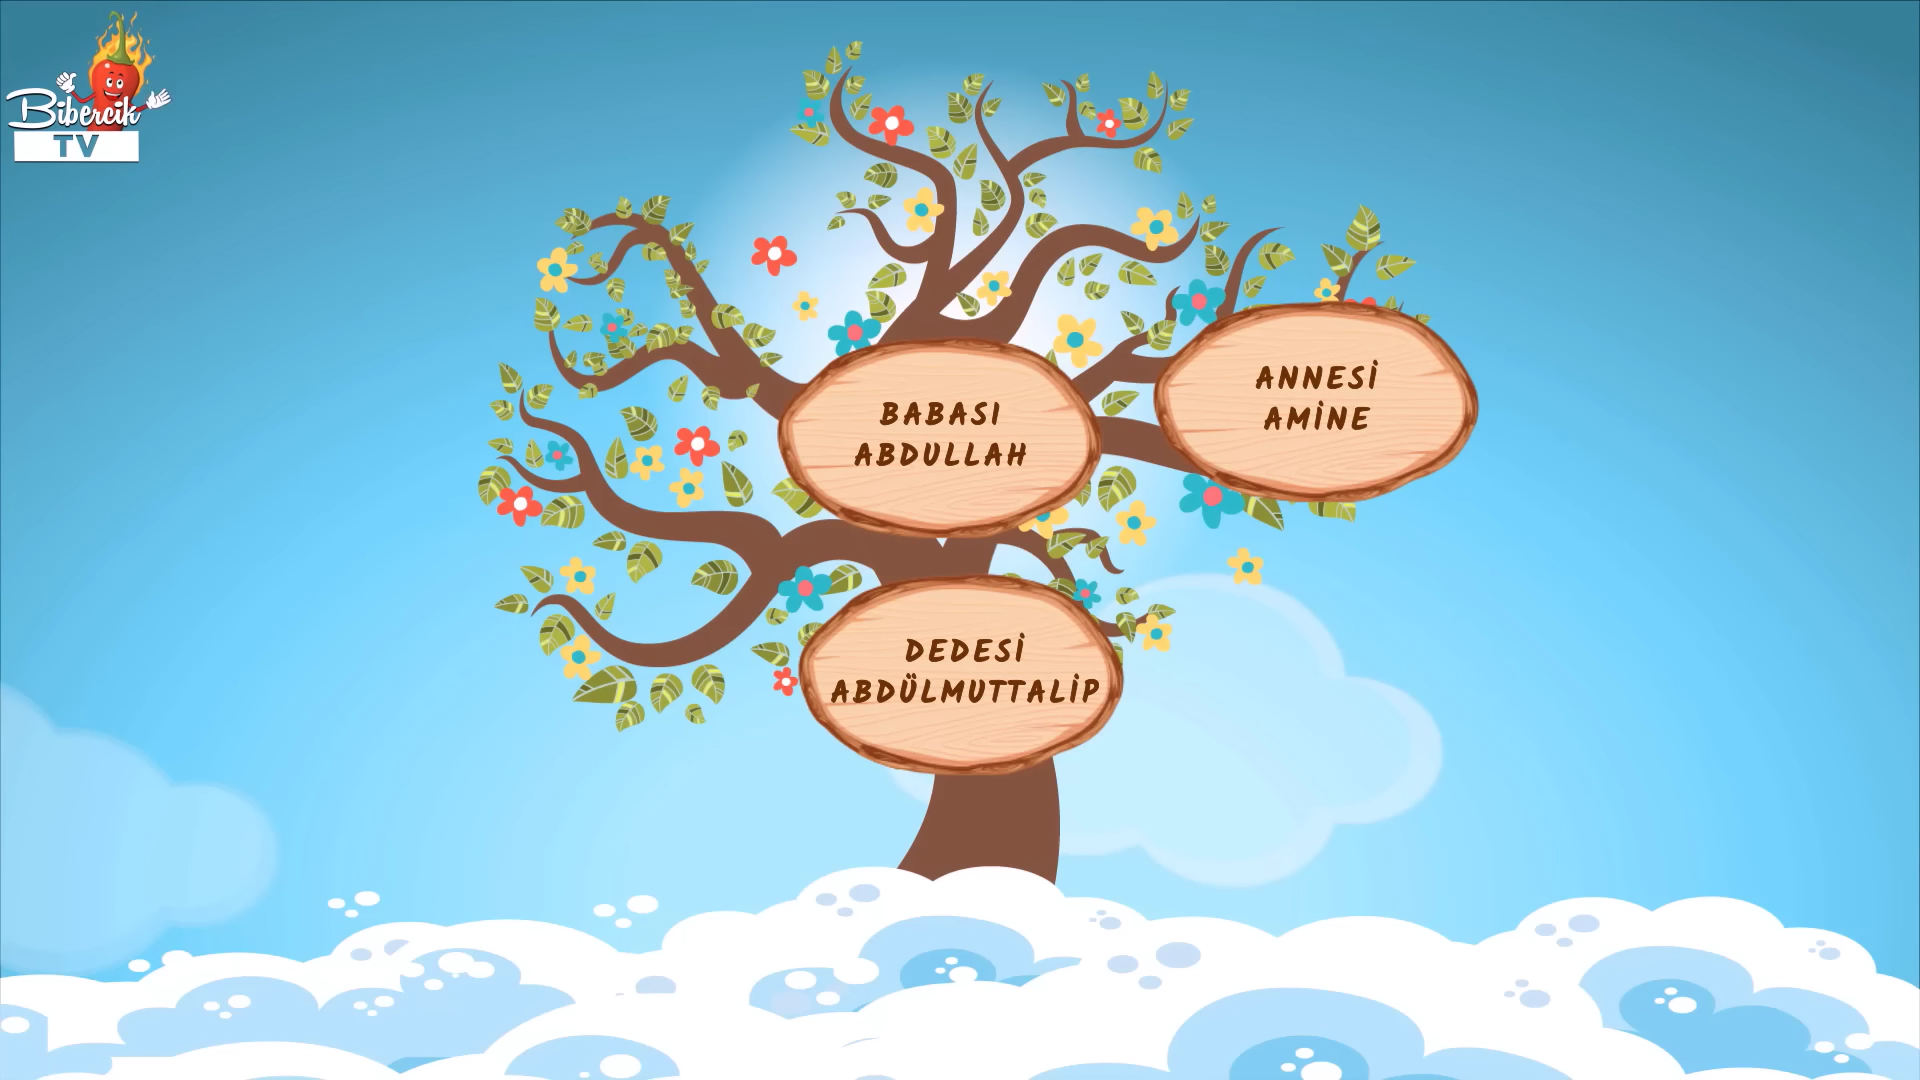 Bibercik
TV
BABASI
ABDULLAH
ANNESİ
AMİNE
DEDESİ
ABDÜLMUTTALİP